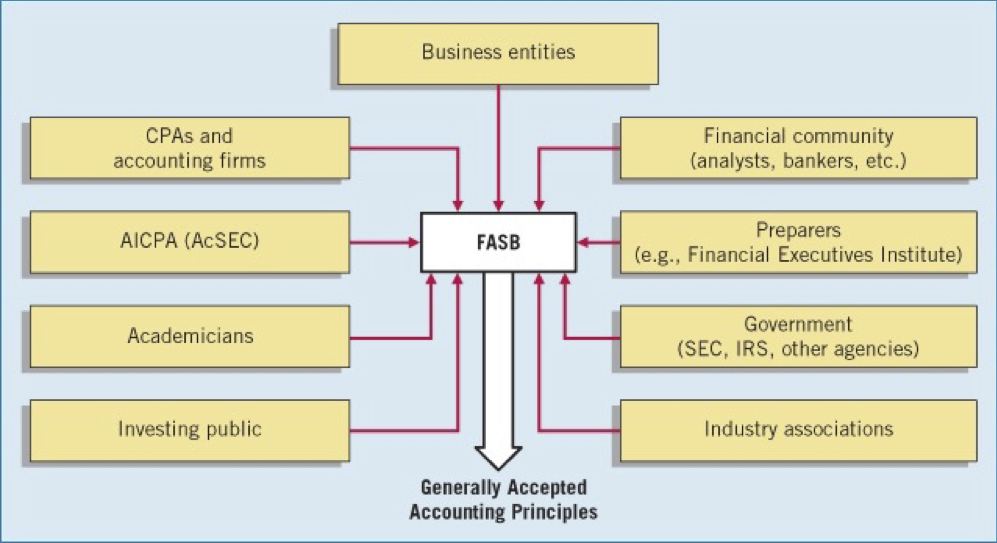 Business entities
CPAs and
accounting firms
Financial community
(analysts, bankers, etc.)
AICPA (AcSEC)
FASB
Preparers
(e.g., Financial Executives Institute)
Academicians
Government
(SEC, IRS, other agencies)
Investing public
Industry associations
Generally Accepted
Accounting Principles